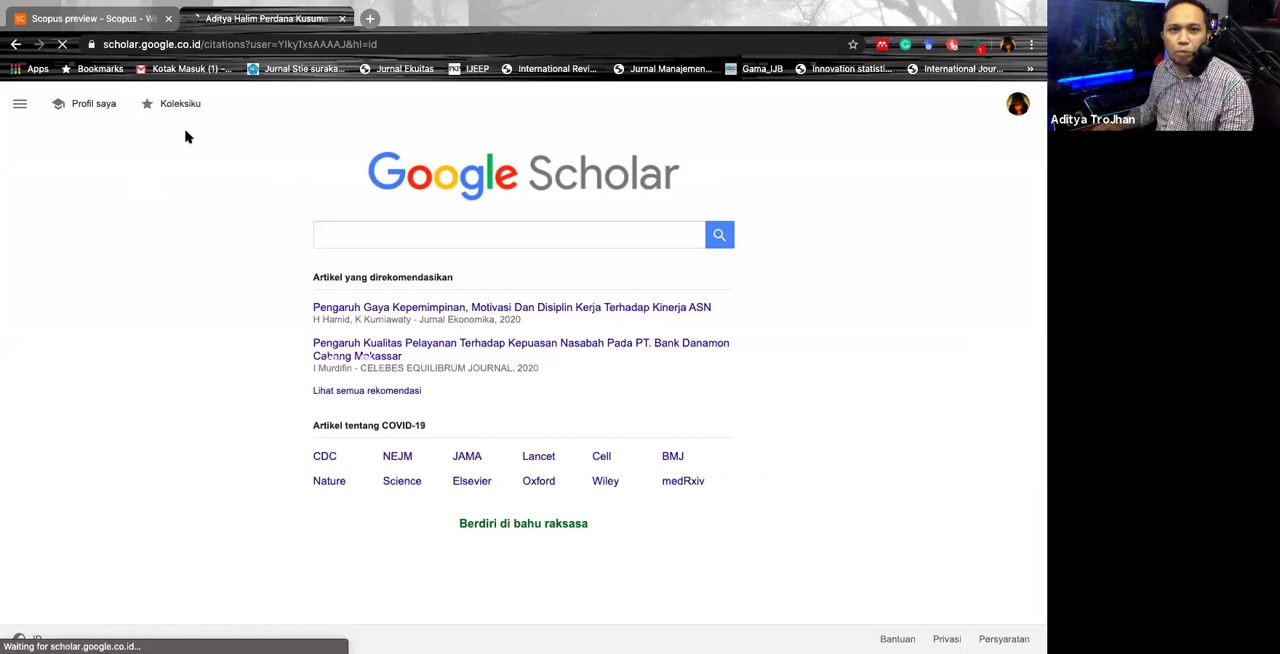 Scopus preview - Scopus - We
Aditya Halim Perdana Kusuma
scholar.google.co.id/citations?user=YIkyTxsAAAAJ&hl=id
Apps
Bookmarks
Kotak Masuk (1) -...
Jurnal Stie suraka...
Jurnal Ekuitas
IJEEP
International Revi...
Jurnal Manajemen...
Gama_IJB
Innovation statisti...
International Jour...
»
Profil saya
Koleksiku
Aditya TroJhan
Google Scholar
Artikel yang direkomendasikan
Pengaruh Gaya Kepemimpinan, Motivasi Dan Disiplin Kerja Terhadap Kinerja ASN
H Hamid, K Kurniawaty - Jurnal Ekonomika, 2020
Pengaruh Kualitas Pelayanan Terhadap Kepuasan Nasabah Pada PT. Bank Danamon
Cabang Makassar
I Murdifin - CELEBES EQUILIBRUM JOURNAL, 2020
Lihat semua rekomendasi
Artikel tentang COVID-19
CDC NEJM JAMA Lancet Cell BMJ
Nature Science Elsevier Oxford Wiley medRxiv
Berdiri di bahu raksasa
ID
Waiting for scholar.google.co.id...
Bantuan Privasi Persyaratan